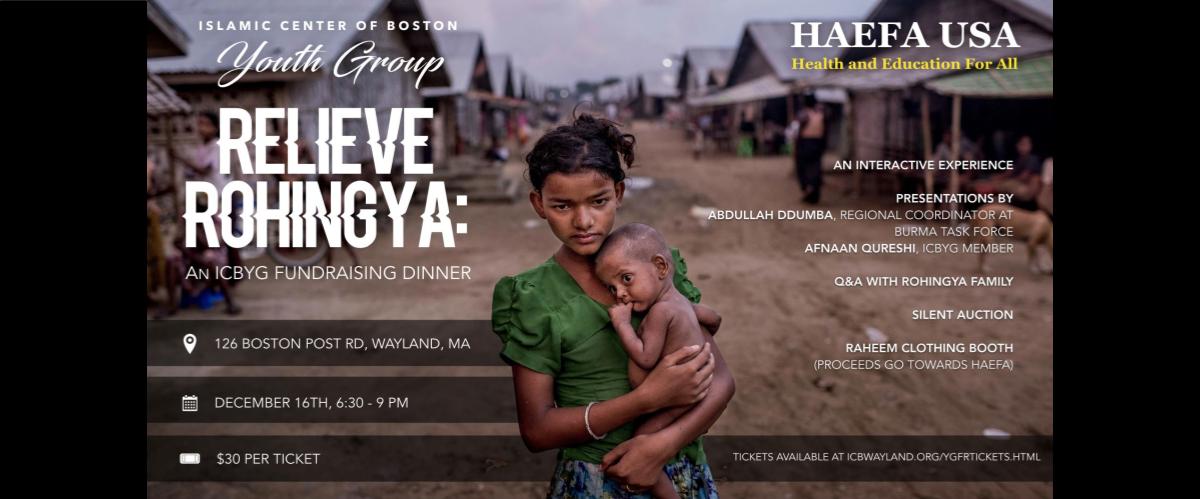 ISLAMIC CENTER OF BOSTON
Youth Group
RELIEVE
ROHINGYA:
AN ICBYG FUNDRAISING DINNER
126 BOSTON POST RD, WAYLAND, MA
DECEMBER 16TH, 6:30 - 9 PM
$30 PER TICKET
HAEFA USA
Health and Education For All
AN INTERACTIVE EXPERIENCE
PRESENTATIONS BY
ABDULLAH DDUMBA, REGIONAL COORDINATOR AT
BURMA TASK FORCE
AFNAAN QURESHI, ICBYG MEMBER
Q&A WITH ROHINGYA FAMILY
SILENT AUCTION
RAHEEM CLOTHING BOOTH
(PROCEEDS GO TOWARDS HAEFA)
TICKETS AVAILABLE AT ICBWAYLAND.ORG/YGFRTICKETS.HTML